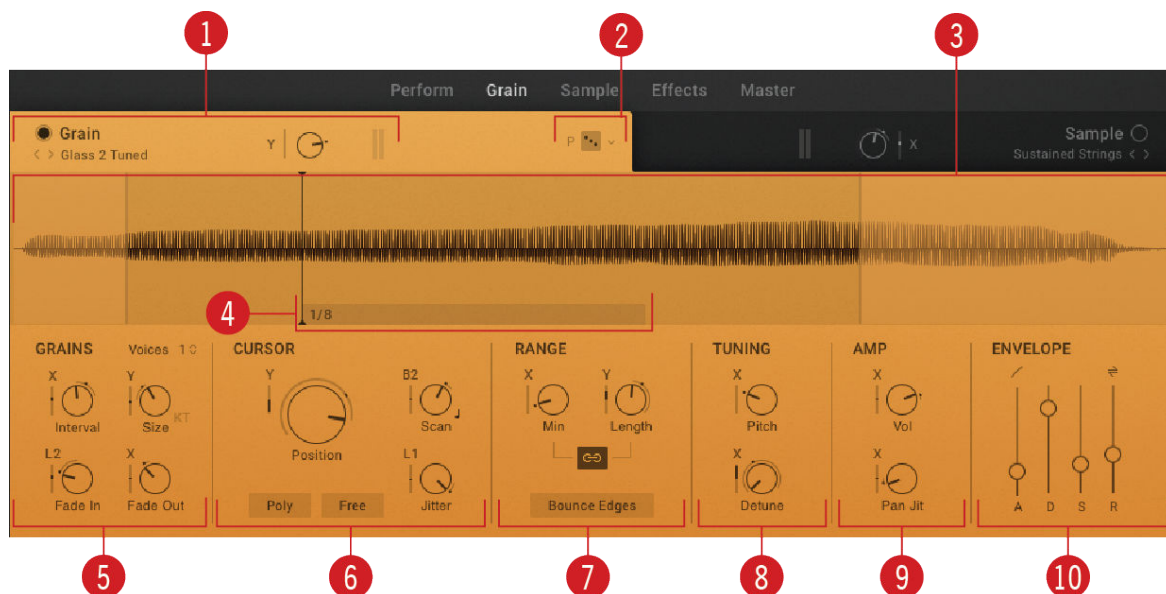 1 2 3
Perform Grain Sample Effects Master
Grain Y P Sample
Glass 2 Tuned X Sustained Strings
4
1/8
GRAINS Voices 1 CURSOR RANGE TUNING AMP ENVELOPE
X Y Y B2 X Y X X
KT
Interval Size Scan Min Length Pitch Vol
L2 X Position L1 X X
Fade In Fade Out Poly Free Jitter Bounce Edges Detune Pan Jit A D S R
5 6 7 8 9 10